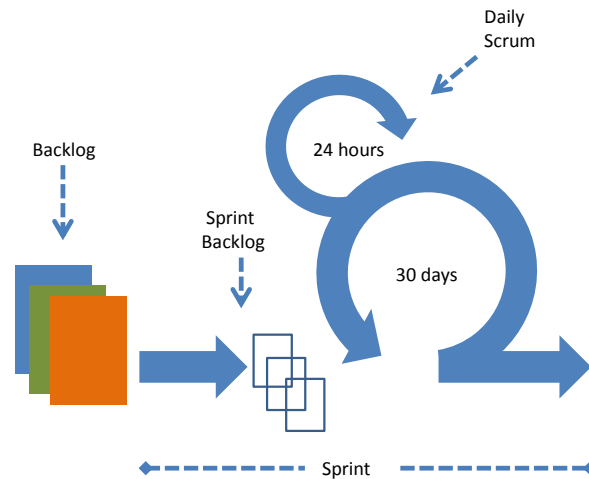 Daily
Scrum
24 hours
Backlog
Sprint
Backlog
30 days
Sprint